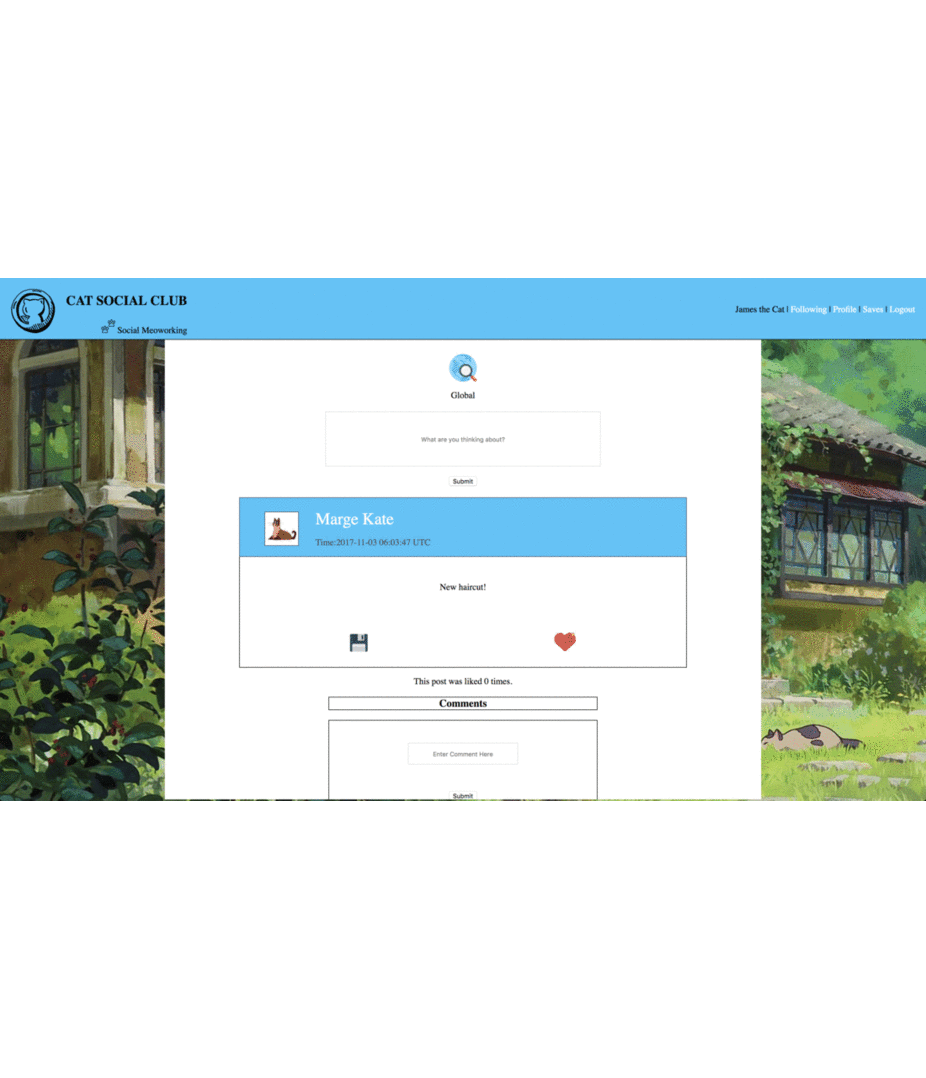 CAT SOCIAL CLUB
Social Meoworking
James the Cat | Following | Profile | Saves | Logout
Global
What are you thinking about?
Submit
Marge Kate
Time:2017-11-03 06:03:47 UTC
New haircut!
This post was liked 0 times.
Comments
Enter Comment Here
Submit